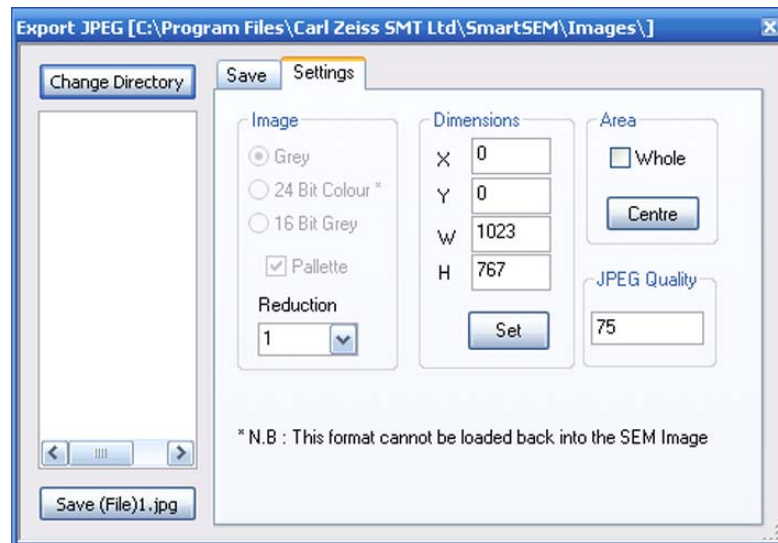 Export JPEG [C:\Program Files\Carl Zeiss SMT Ltd\SmartSEM\Images\]
Change Directory
Save
Settings
Image
Grey
24 Bit Colour *
16 Bit Grey
Pallette
Reduction
1
Dimensions
X 0
Y 0
W 1023
H 767
Set
Area
Whole
Centre
JPEG Quality
75
* N.B : This format cannot be loaded back into the SEM Image
Save (File)1.jpg